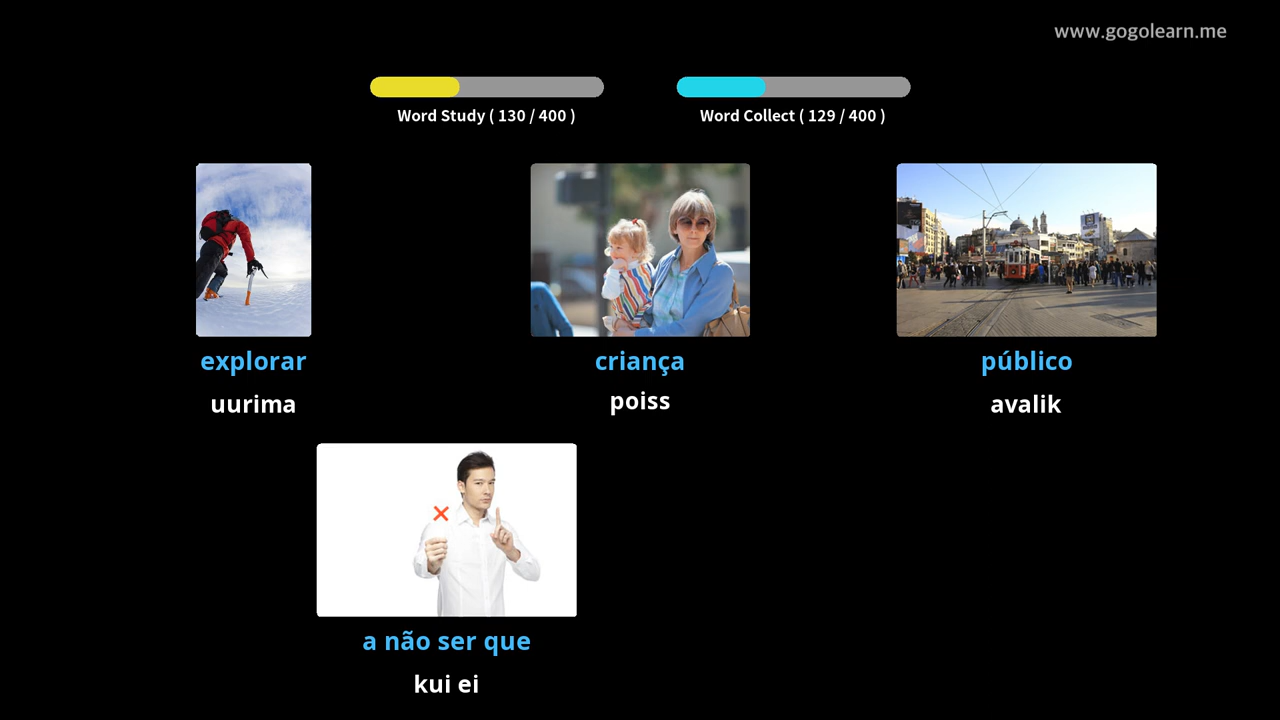 www.gogolearn.me
Word Study ( 130 / 400 )
Word Collect ( 129 / 400 )
explorar
uurima
criança
poiss
público
avalik
a não ser que
kui ei